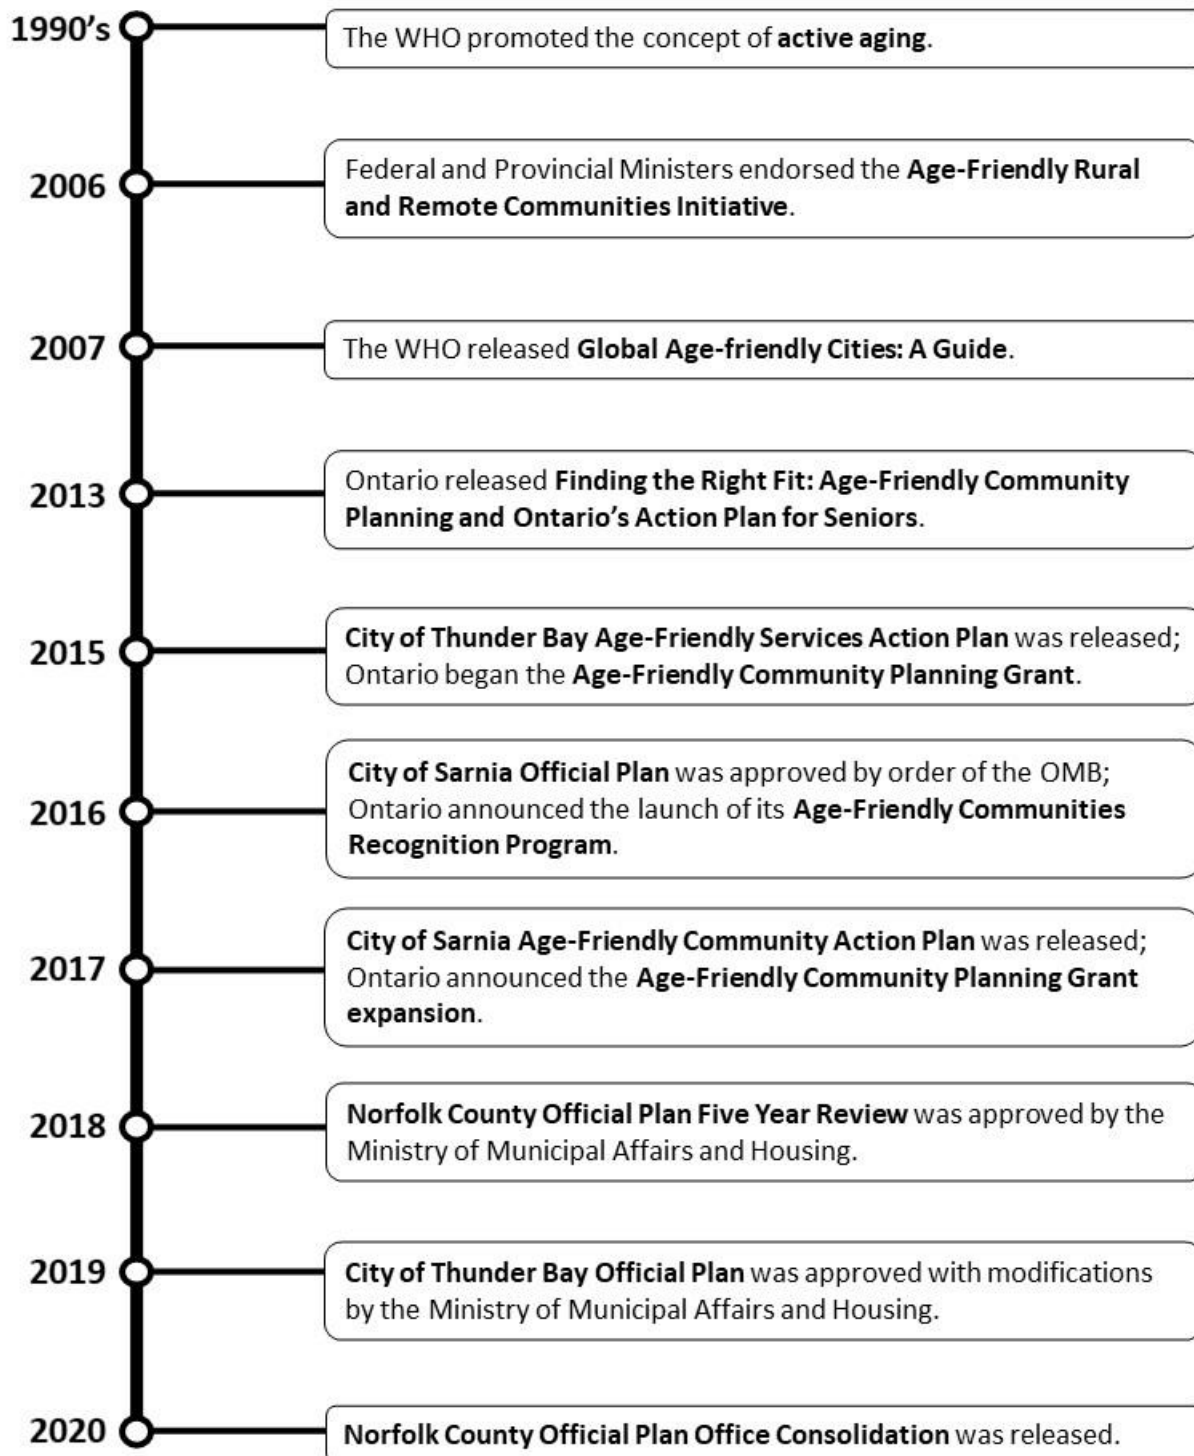 1990's
The WHO promoted the concept of active aging.
2006
Federal and Provincial Ministers endorsed the Age-Friendly Rural
and Remote Communities Initiative.
2007
The WHO released Global Age-friendly Cities: A Guide.
2013
Ontario released Finding the Right Fit: Age-Friendly Community
Planning and Ontario's Action Plan for Seniors.
2015
City of Thunder Bay Age-Friendly Services Action Plan was released;
Ontario began the Age-Friendly Community Planning Grant.
2016
City of Sarnia Official Plan was approved by order of the OMB;
Ontario announced the launch of its Age-Friendly Communities
Recognition Program.
2017
City of Sarnia Age-Friendly Community Action Plan was released;
Ontario announced the Age-Friendly Community Planning Grant
expansion.
2018
Norfolk County Official Plan Five Year Review was approved by the
Ministry of Municipal Affairs and Housing.
2019
City of Thunder Bay Official Plan was approved with modifications
by the Ministry of Municipal Affairs and Housing.
2020
Norfolk County Official Plan Office Consolidation was released.